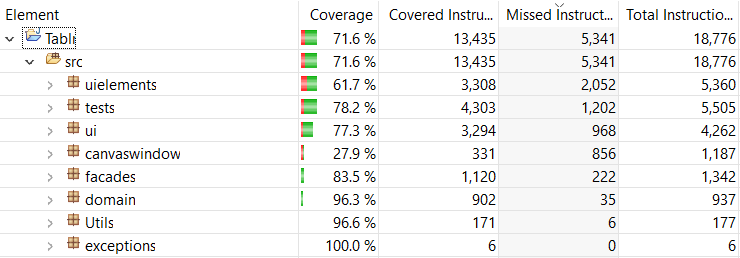 Element Coverage Covered Instru... Missed Instruct... Total Instructio...
Tablr 71.6 % 13,435 5,341 18,776
src 71.6 % 13,435 5,341 18,776
uielements 61.7 % 3,308 2,052 5,360
tests 78.2 % 4,303 1,202 5,505
ui 77.3 % 3,294 968 4,262
canvaswindow 27.9 % 331 856 1,187
facades 83.5 % 1,120 222 1,342
domain 96.3 % 902 35 937
Utils 96.6 % 171 6 177
exceptions 100.0 % 6 0 6